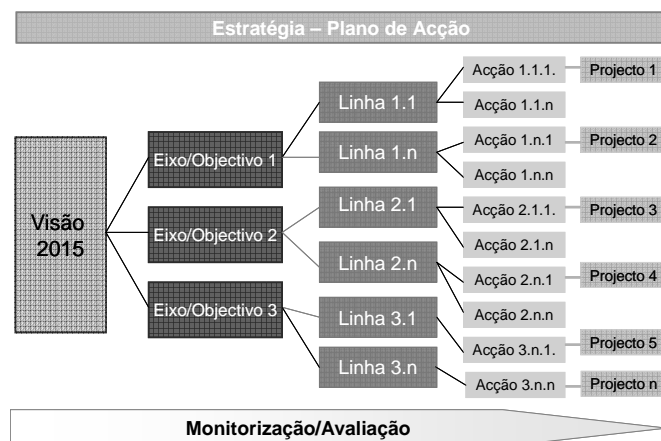 Estratégia – Plano de Acção
Visão
2015
Eixo/Objectivo 1
Eixo/Objectivo 2
Eixo/Objectivo 3
Linha 1.1
Linha 1.n
Linha 2.1
Linha 2.n
Linha 3.1
Linha 3.n
Acção 1.1.1.
Acção 1.1.n
Acção 1.n.1
Acção 1.n.n
Acção 2.1.1.
Acção 2.1.n
Acção 2.n.1
Acção 2.n.n
Acção 3.n.1.
Acção 3.n.n
Projecto 1
Projecto 2
Projecto 3
Projecto 4
Projecto 5
Projecto n
Monitorização/Avaliação